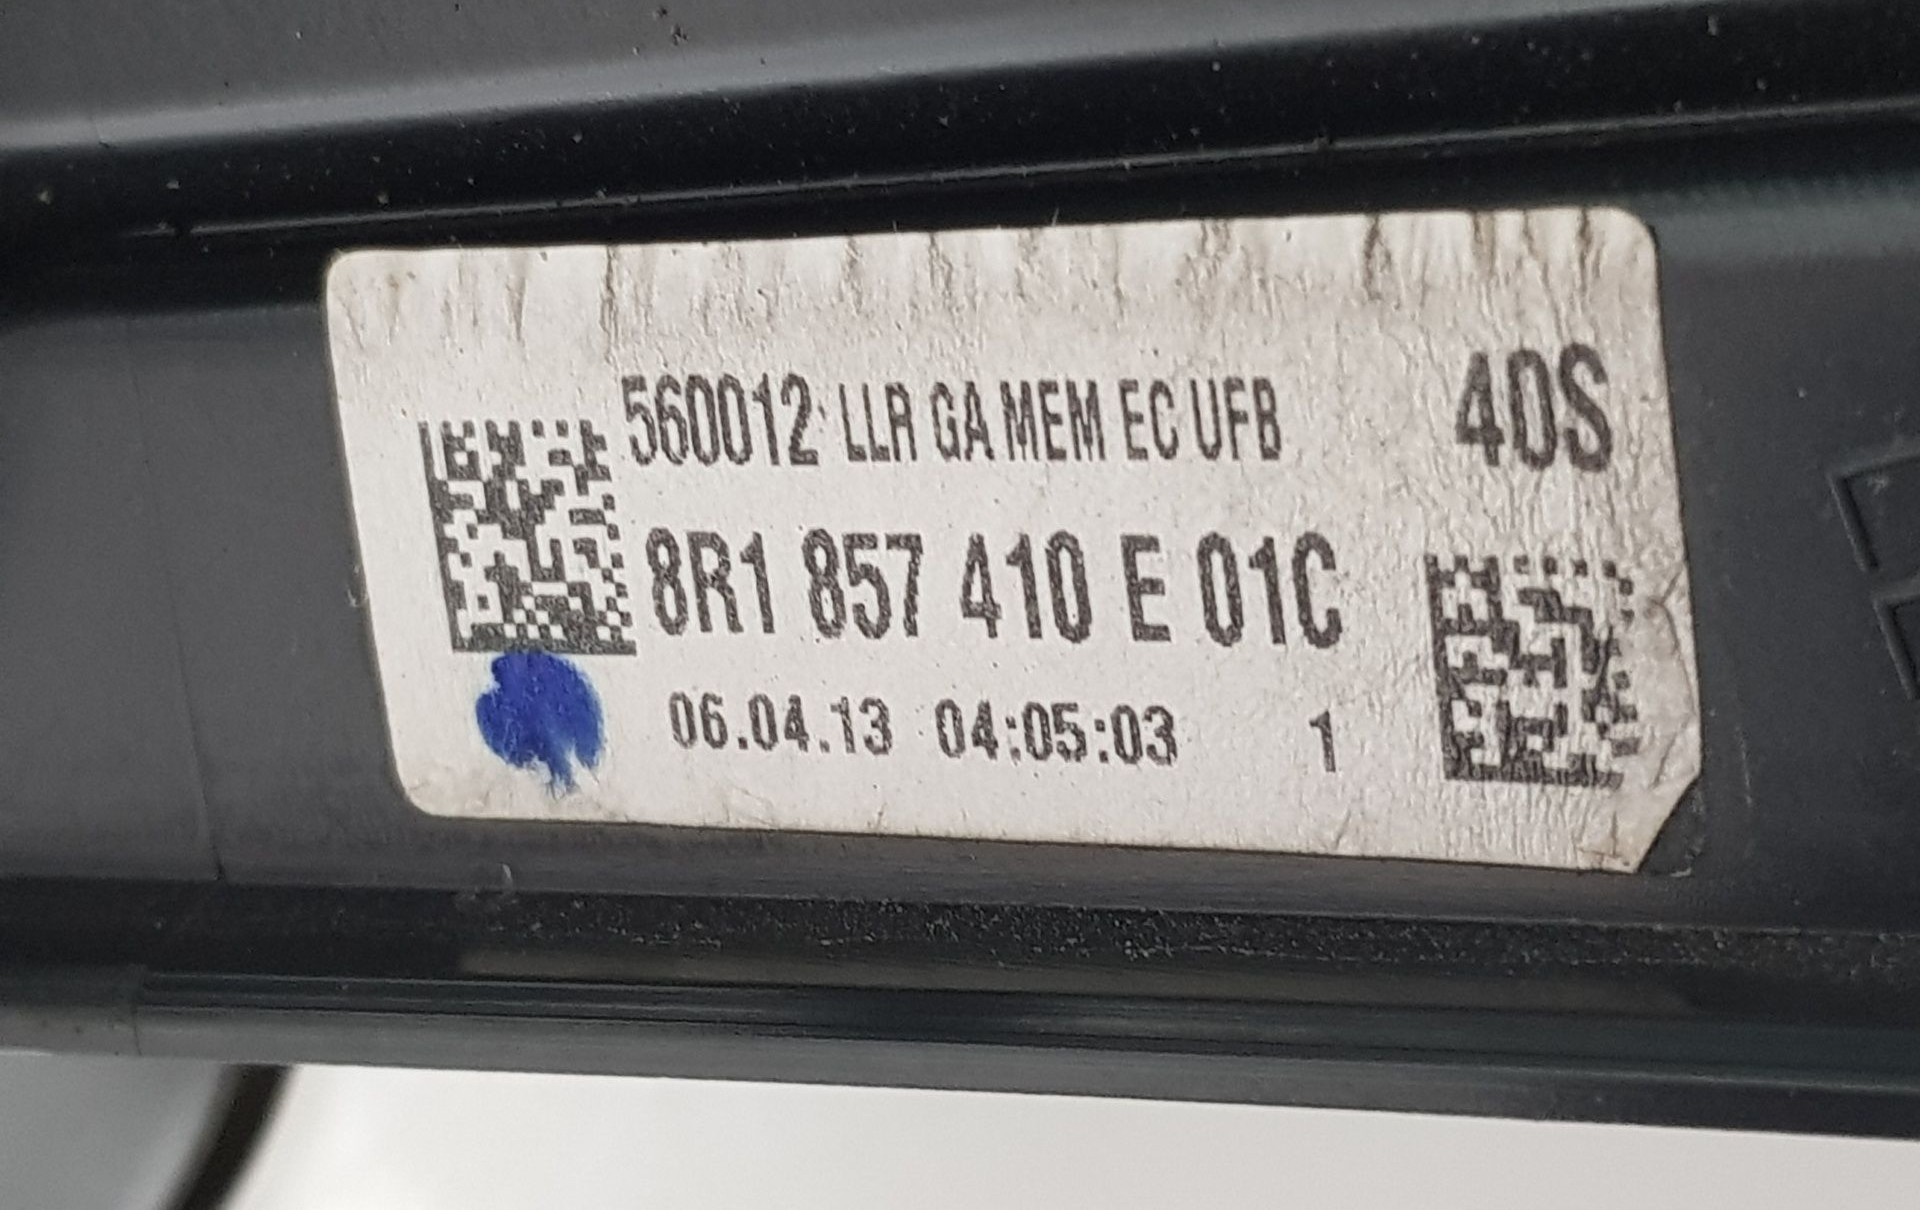 560012 LLR GA MEM EC UFB 40S
8R1 857 410 E 01C
06.04.13 04:05:03 1